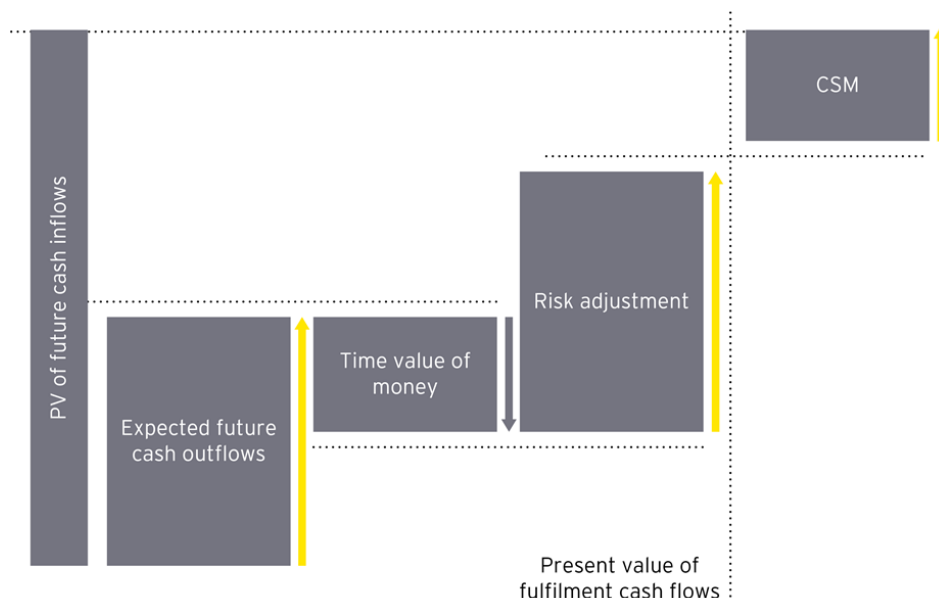 PV of future cash inflows
Expected future
cash outflows
Time value of
money
Risk adjustment
CSM
Present value of
fulfilment cash flows